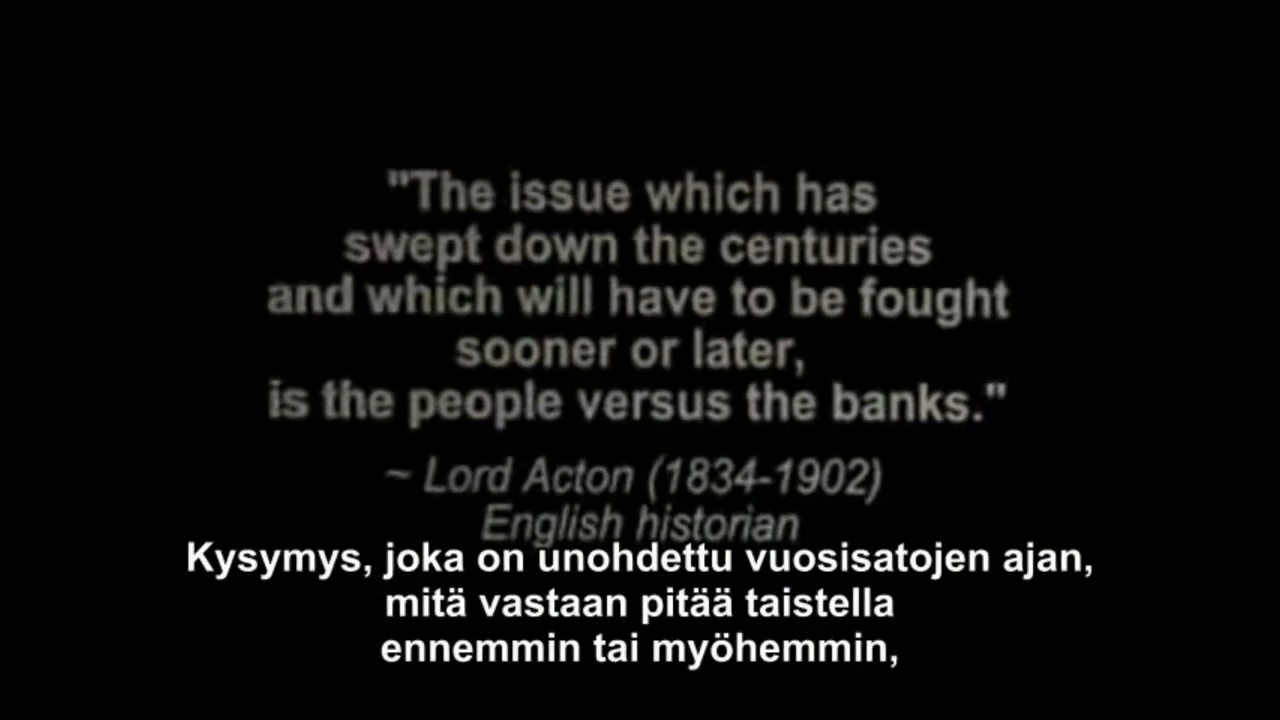 "The issue which has
swept down the centuries
and which will have to be fought
sooner or later,
is the people versus the banks."
~ Lord Acton (1834-1902)
English historian
Kysymys, joka on unohdettu vuosisatojen ajan,
mitä vastaan pitää taistella
ennemmin tai myöhemmin,